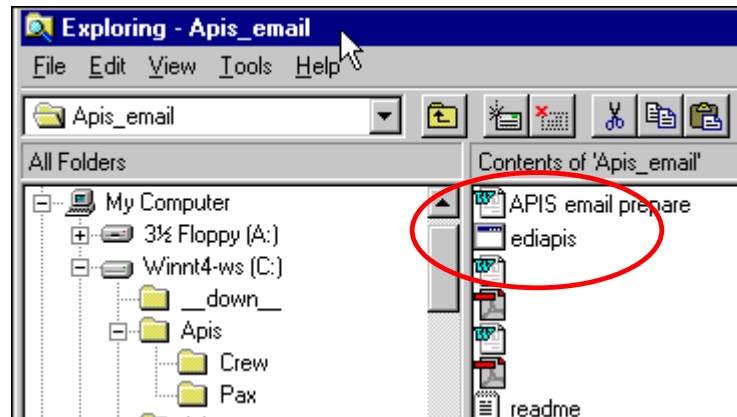 Exploring - Apis_email
File Edit View Tools Help
Apis_email
All Folders
Contents of 'Apis_email'
My Computer
3½ Floppy (A:)
Winnt4-ws (C:)
__down__
Apis
Crew
Pax
APIS email prepare
ediapis
readme